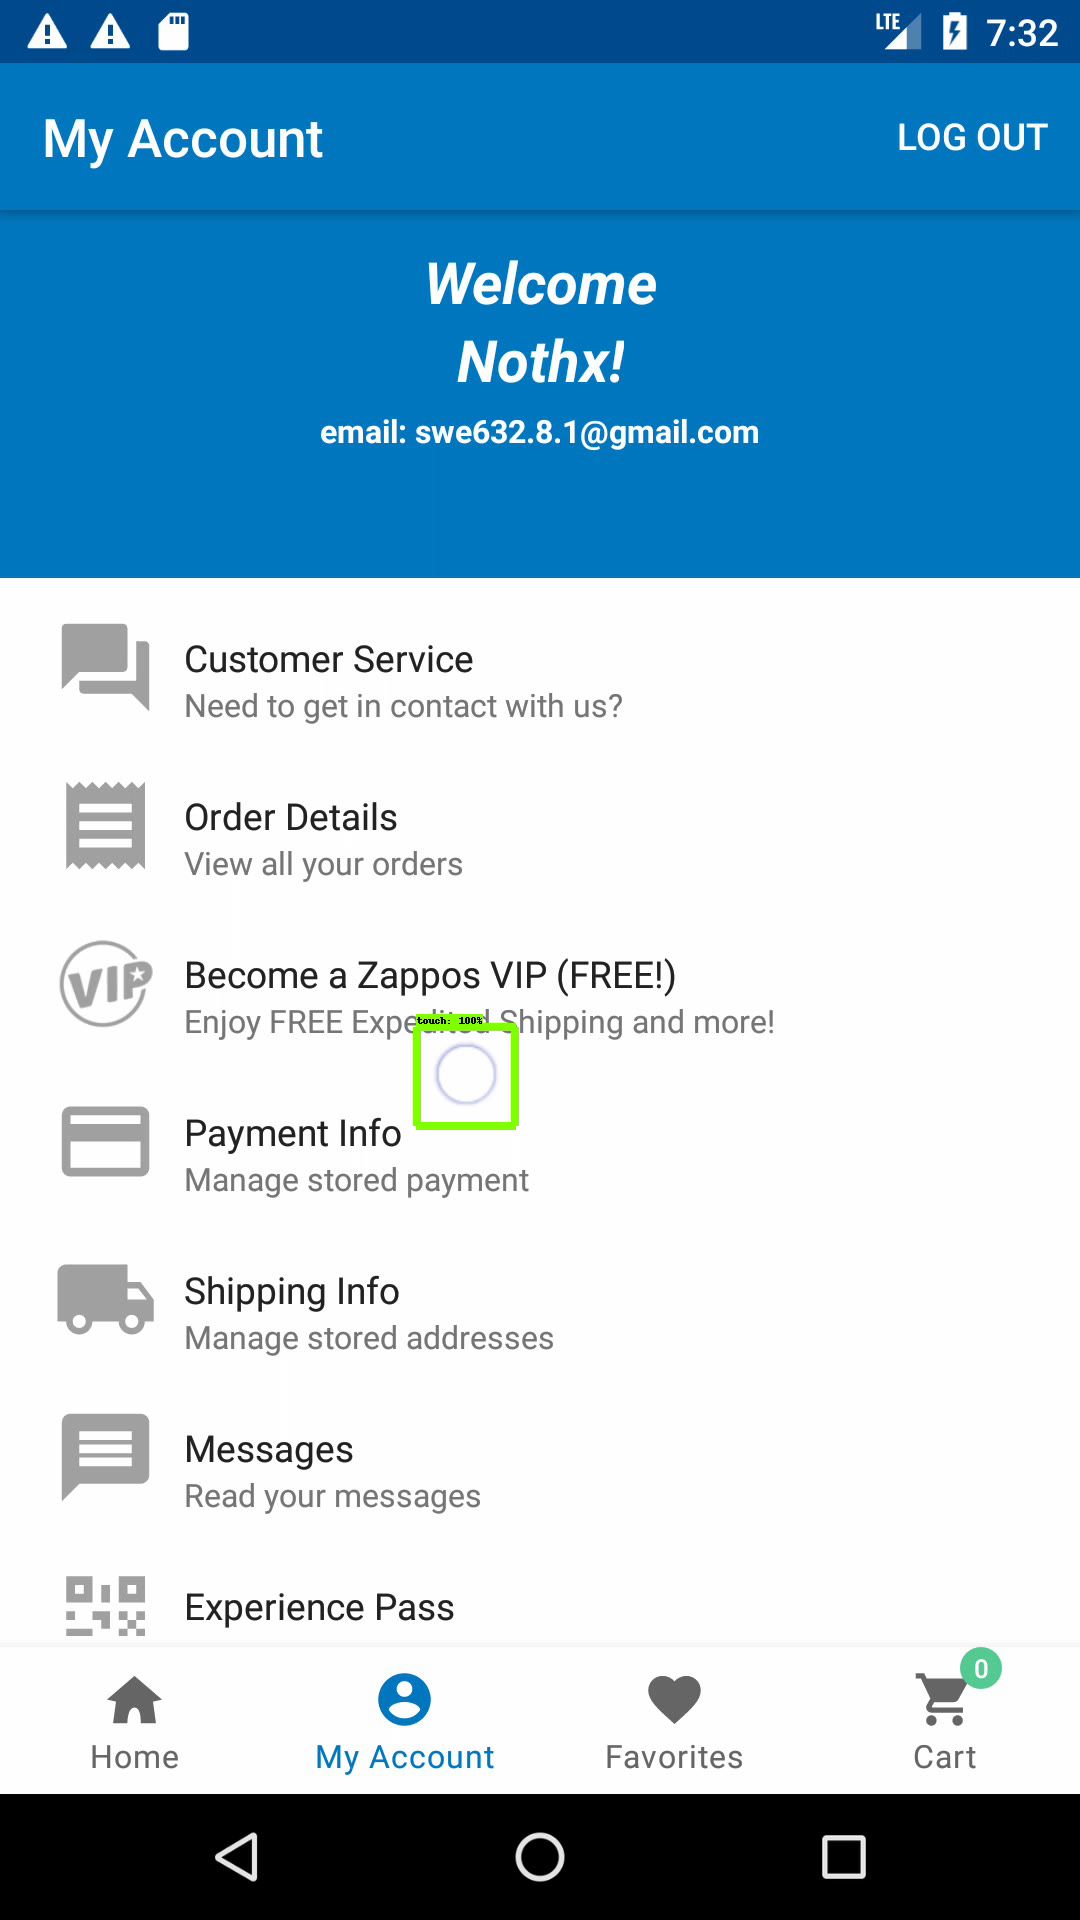 LTE 7:32
My Account LOG OUT
Welcome
Nothx!
email: swe632.8.1@gmail.com
Customer Service
Need to get in contact with us?
Order Details
View all your orders
VIP
Become a Zappos VIP (FREE!)
Enjoy FREE Expedited Shipping and more!
touch: 100%
Payment Info
Manage stored payment
Shipping Info
Manage stored addresses
Messages
Read your messages
Experience Pass
0
Home My Account Favorites Cart